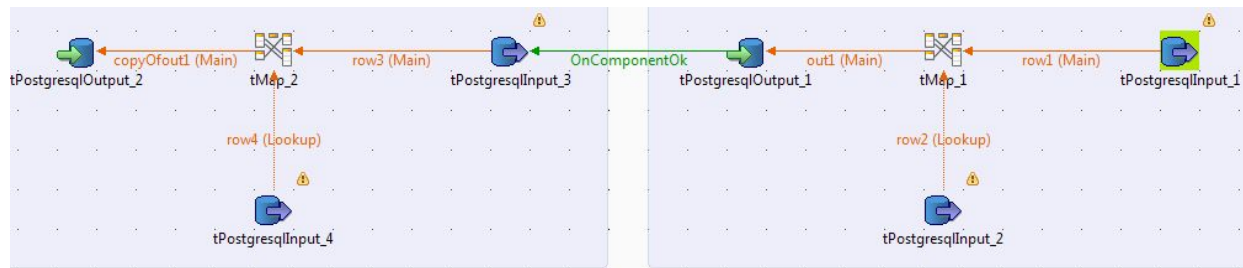 copyOfout1 (Main)
row3 (Main)
OnComponentOk
out1 (Main)
row1 (Main)
tPostgresqlOutput_2
tMap_2
tPostgresqlInput_3
tPostgresqlOutput_1
tMap_1
tPostgresqlInput_1
row4 (Lookup)
row2 (Lookup)
tPostgresqlInput_4
tPostgresqlInput_2